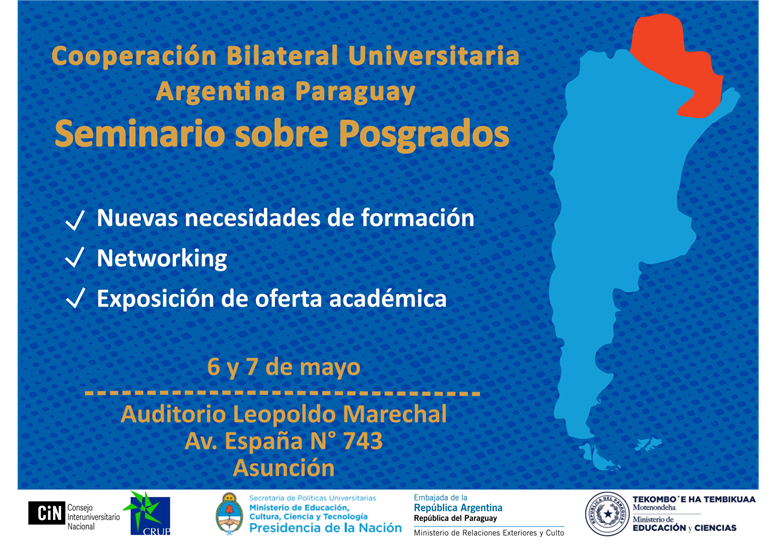 Cooperación Bilateral Universitaria
Argentina Paraguay
Seminario sobre Posgrados
Nuevas necesidades de formación
Networking
Exposición de oferta académica
6 y 7 de mayo
Auditorio Leopoldo Marechal
Av. España N° 743
Asunción
CiN
Consejo
Interuniversitario
Nacional
CRUP
Secretaría de Políticas Universitarias
Ministerio de Educación,
Cultura, Ciencia y Tecnología
Presidencia de la Nación
Embajada de la
República Argentina
República del Paraguay
Ministerio de Relaciones Exteriores y Culto
TEKOMBO´E HA TEMBIKUAA
Motenondeha
Ministerio de
EDUCACIÓN y CIENCIAS